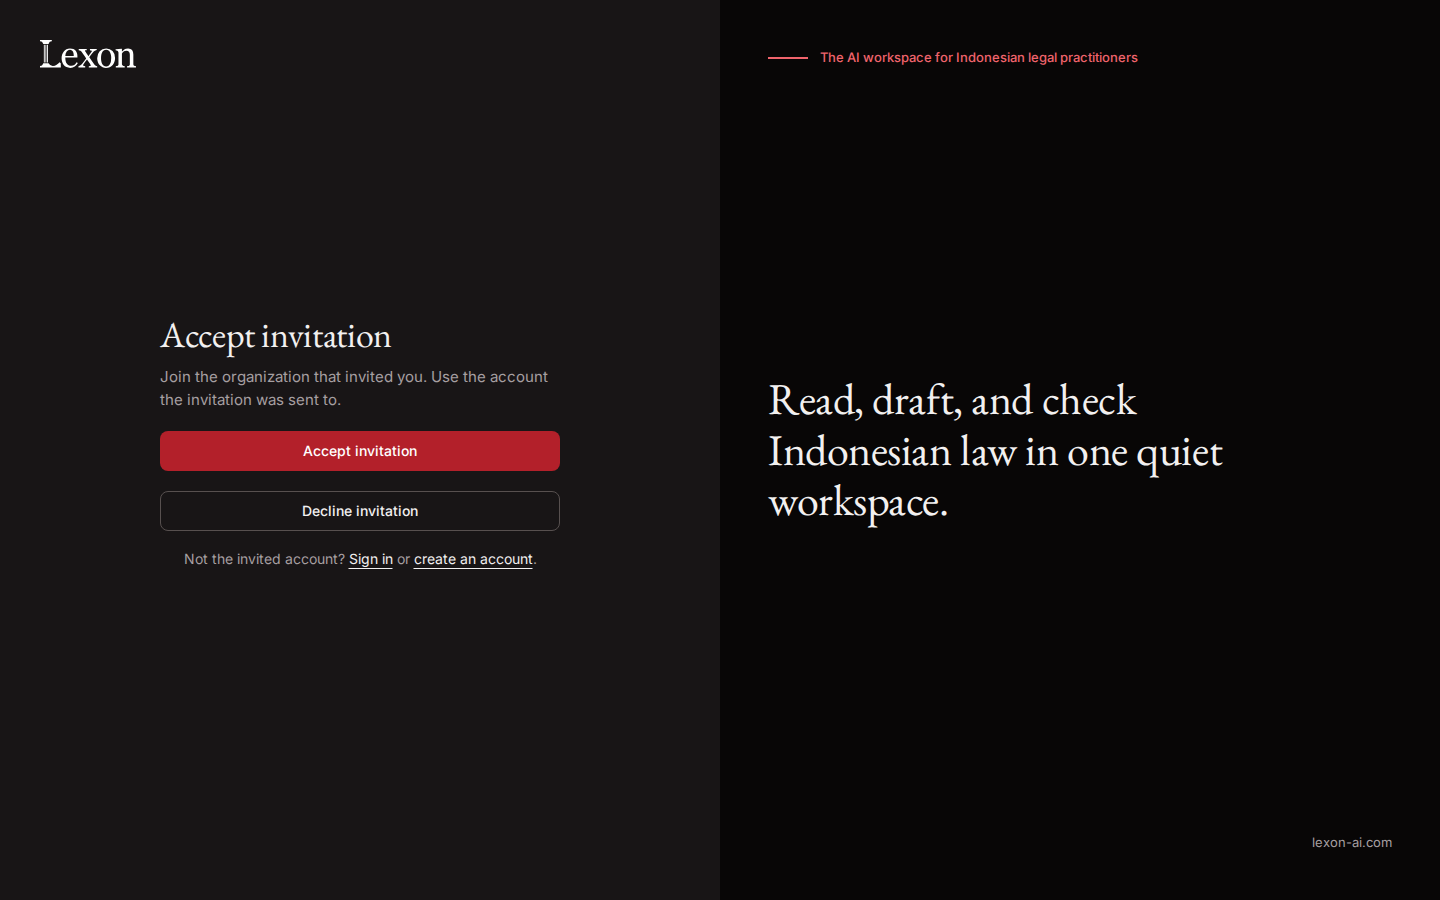 Lexon
Accept invitation
Join the organization that invited you. Use the account
the invitation was sent to.
Accept invitation
Decline invitation
Not the invited account? Sign in or create an account.
The AI workspace for Indonesian legal practitioners
Read, draft, and check
Indonesian law in one quiet
workspace.
lexon-ai.com